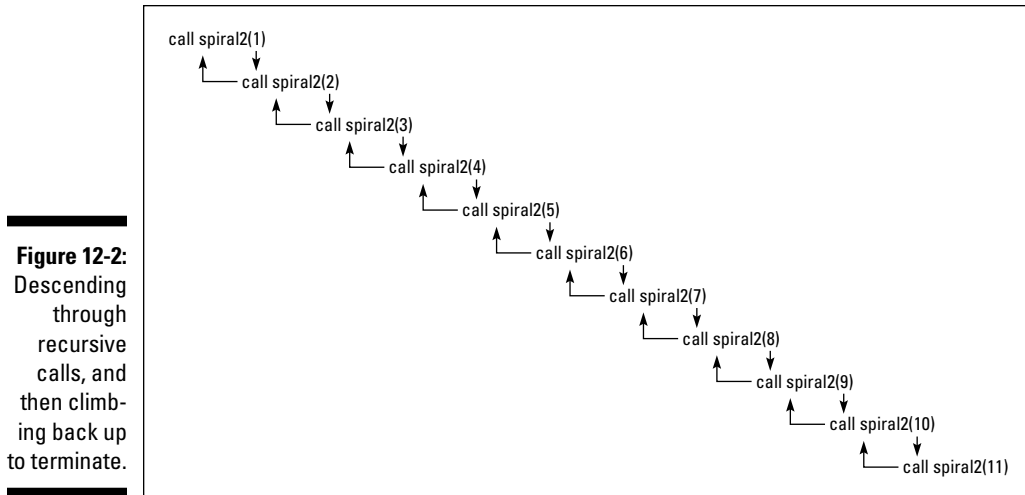 call spiral2(1)
call spiral2(2)
call spiral2(3)
call spiral2(4)
call spiral2(5)
call spiral2(6)
call spiral2(7)
call spiral2(8)
call spiral2(9)
call spiral2(10)
call spiral2(11)
Figure 12-2:
Descending
through
recursive
calls, and
then climb-
ing back up
to terminate.